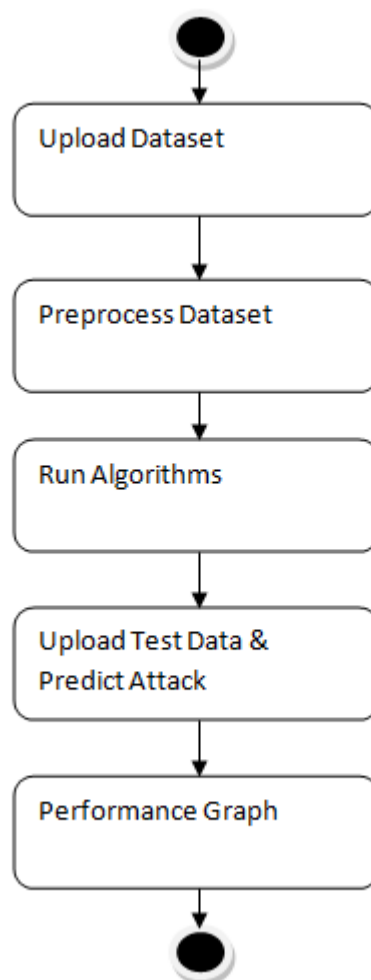 Upload Dataset
Preprocess Dataset
Run Algorithms
Upload Test Data &
Predict Attack
Performance Graph